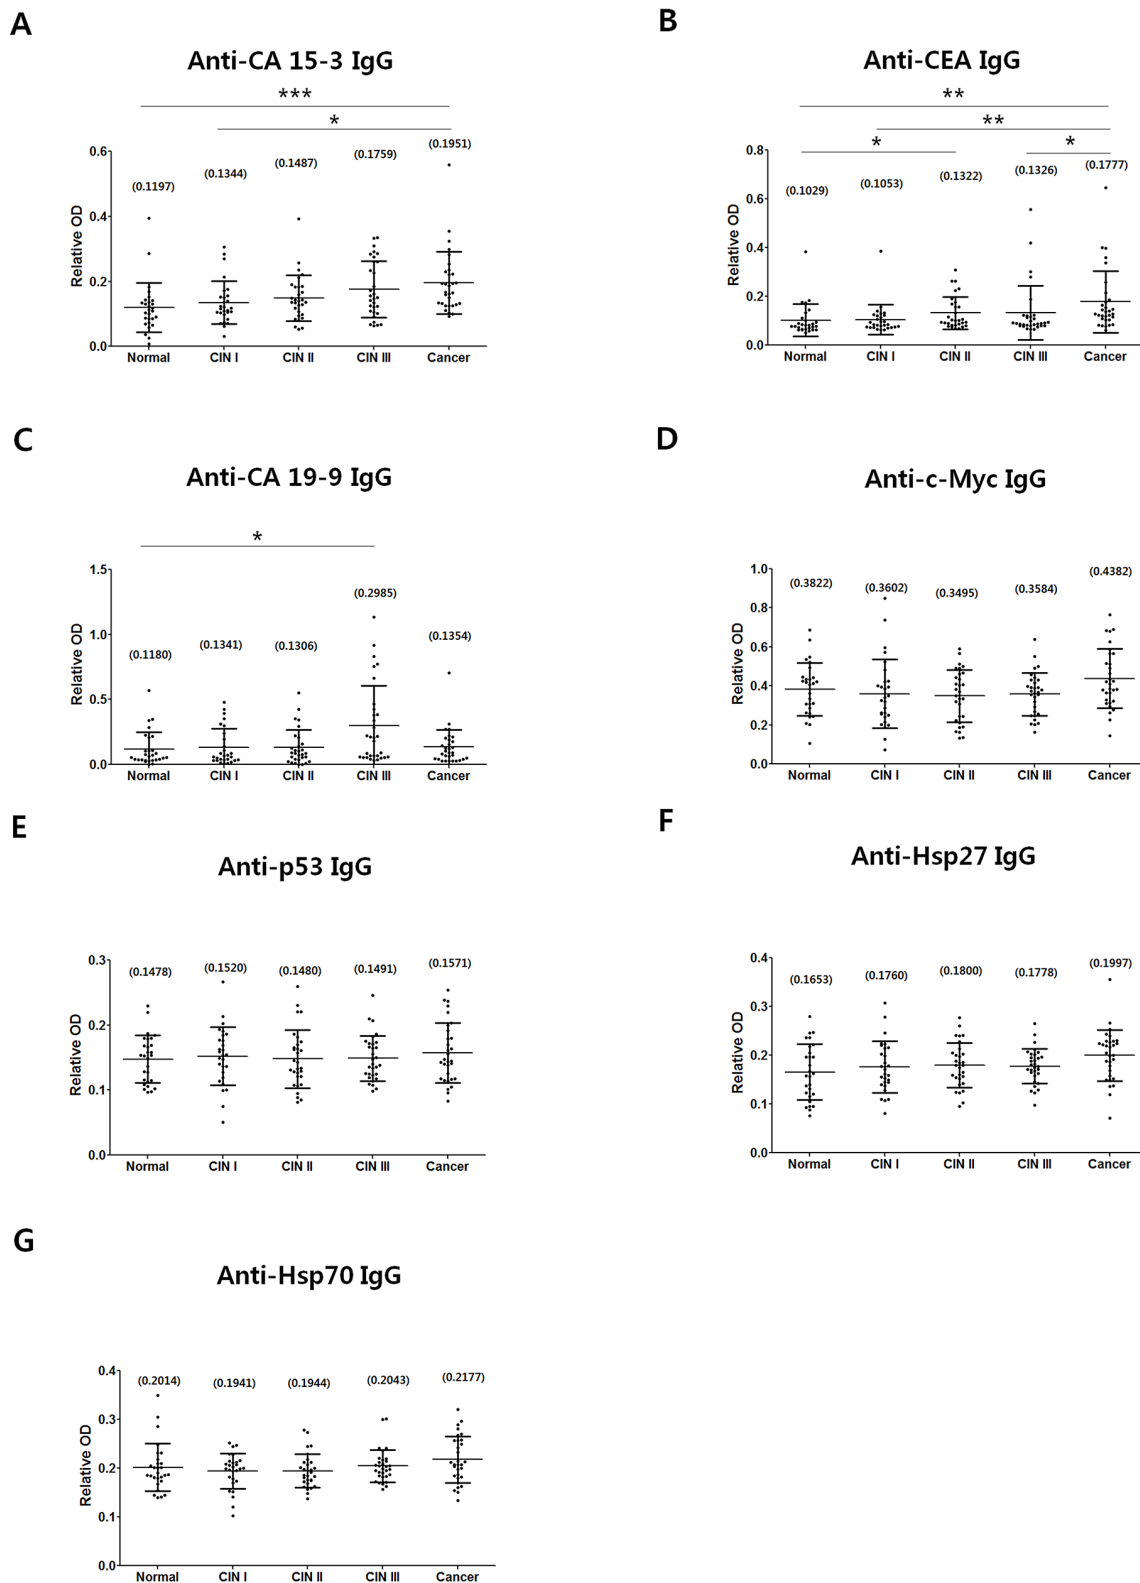 A
Anti-CA 15-3 IgG
***
*
(0.1197)
(0.1344)
(0.1487)
(0.1759)
(0.1951)
Relative OD
0.6
0.4
0.2
0.0
Normal CIN I CIN II CIN III Cancer
B
Anti-CEA IgG
**
**
*
*
(0.1029)
(0.1053)
(0.1322)
(0.1326)
(0.1777)
Relative OD
0.8
0.6
0.4
0.2
0.0
Normal CIN I CIN II CIN III Cancer
C
Anti-CA 19-9 IgG
*
(0.1180)
(0.1341)
(0.1306)
(0.2985)
(0.1354)
Relative OD
1.5
1.0
0.5
0.0
Normal CIN I CIN II CIN III Cancer
D
Anti-c-Myc IgG
(0.3822)
(0.3602)
(0.3495)
(0.3584)
(0.4382)
Relative OD
1.0
0.8
0.6
0.4
0.2
0.0
Normal CIN I CIN II CIN III Cancer
E
Anti-p53 IgG
(0.1478)
(0.1520)
(0.1480)
(0.1491)
(0.1571)
Relative OD
0.3
0.2
0.1
0.0
Normal CIN I CIN II CIN III Cancer
F
Anti-Hsp27 IgG
(0.1653)
(0.1760)
(0.1800)
(0.1778)
(0.1997)
Relative OD
0.4
0.3
0.2
0.1
0.0
Normal CIN I CIN II CIN III Cancer
G
Anti-Hsp70 IgG
(0.2014)
(0.1941)
(0.1944)
(0.2043)
(0.2177)
Relative OD
0.4
0.3
0.2
0.1
0.0
Normal CIN I CIN II CIN III Cancer